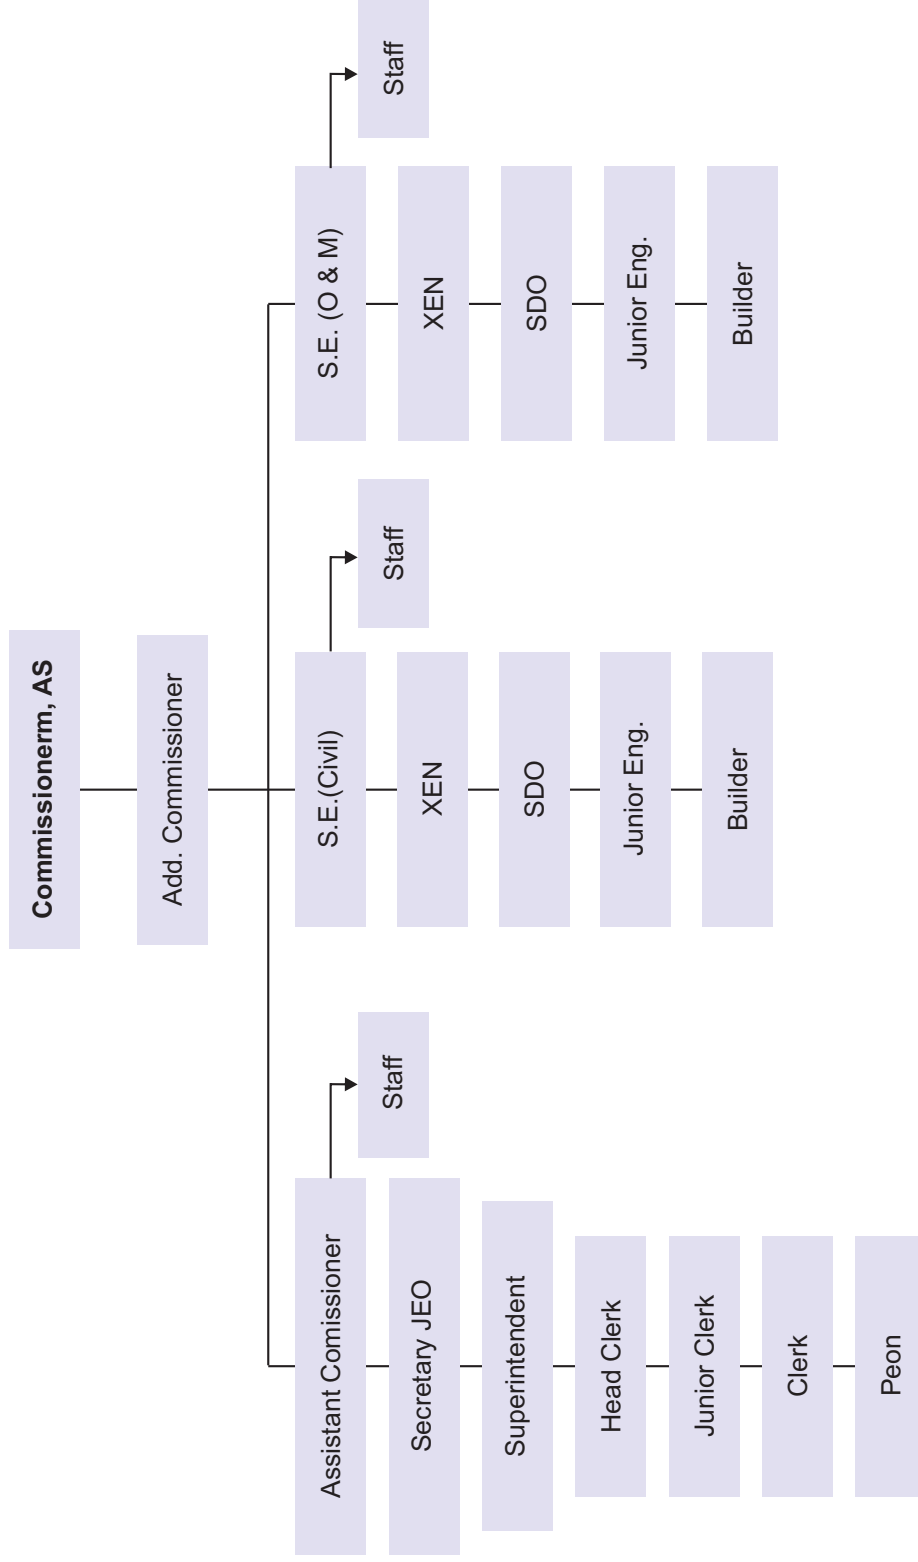 Commissionerm, AS
Add. Commissioner
Assistant Comissioner
Staff
Secretary JEO
Superintendent
Head Clerk
Junior Clerk
Clerk
Peon
S.E.(Civil)
Staff
XEN
SDO
Junior Eng.
Builder
S.E. (O & M)
Staff
XEN
SDO
Junior Eng.
Builder